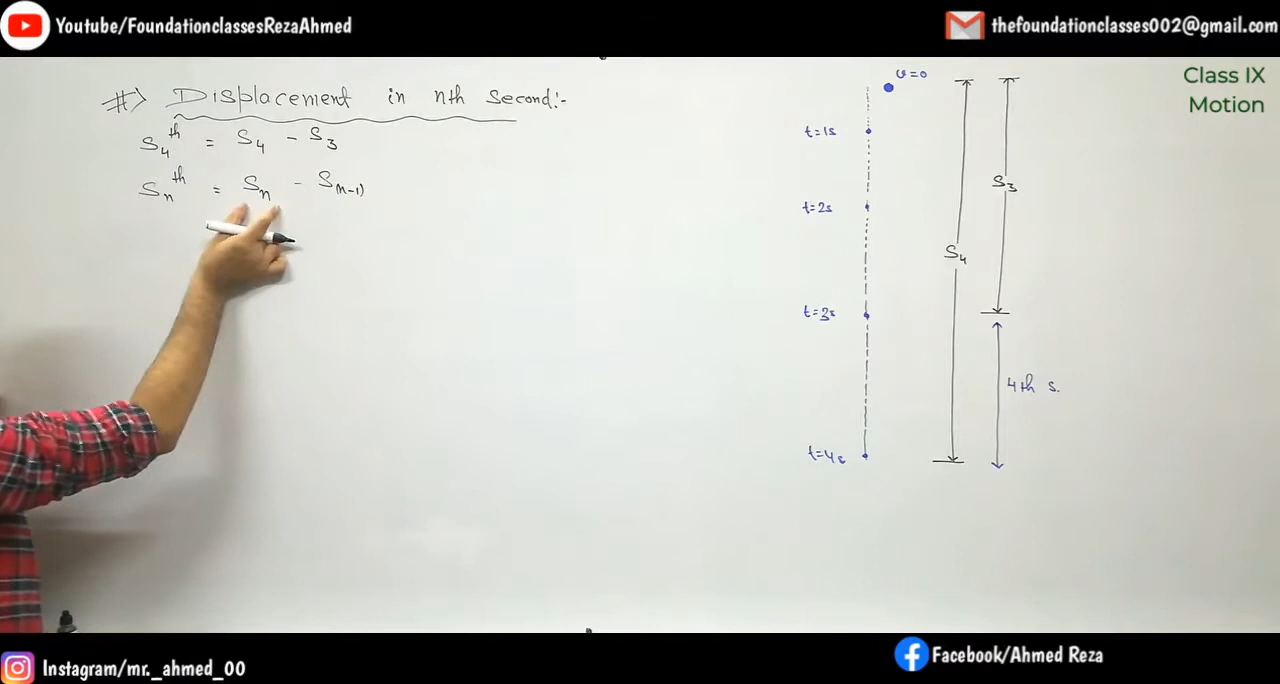 Youtube/FoundationclassesRezaAhmed
thefoundationclasses002@gmail.com
Class IX
Motion
#⟩ Displacement in nth Second:-
S₄ᵗʰ = S₄ - S₃
Sₙᵗʰ = Sₙ - S₍ₙ₋₁₎
u=0
t=1s
t=2s
t=3s
t=4s
S₃
S₄
4th s.
Instagram/mr._ahmed_00
Facebook/Ahmed Reza